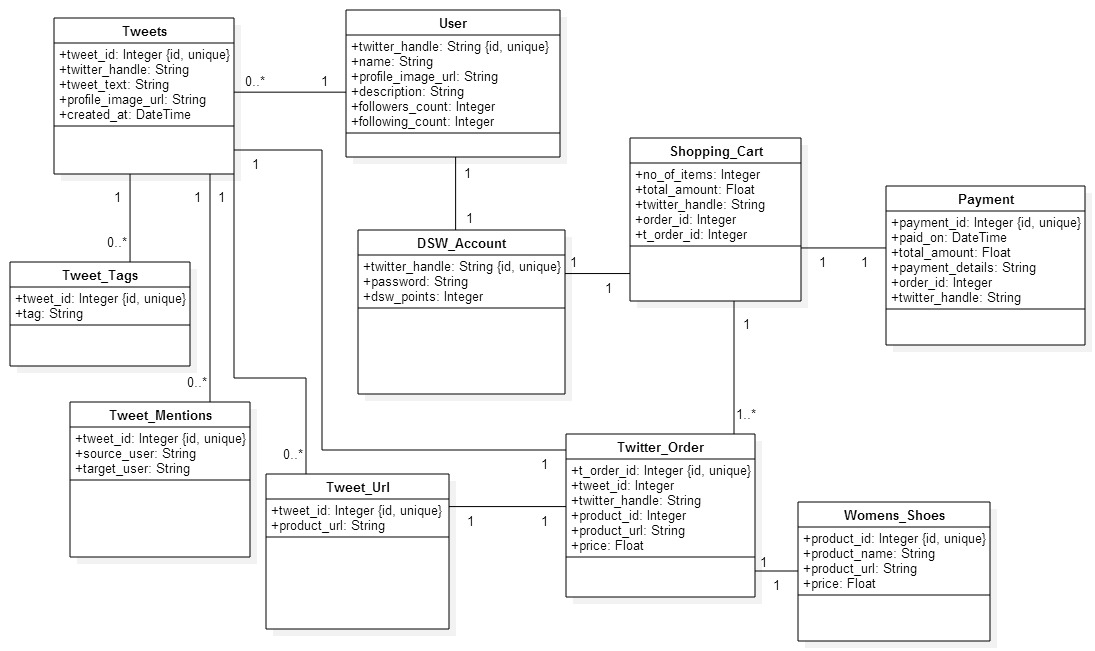 Tweets
+tweet_id: Integer {id, unique}
+twitter_handle: String
+tweet_text: String
+profile_image_url: String
+created_at: DateTime
User
+twitter_handle: String {id, unique}
+name: String
+profile_image_url: String
+description: String
+followers_count: Integer
+following_count: Integer
0..*
1
1
1
1
1
1
1
0..*
Shopping_Cart
+no_of_items: Integer
+total_amount: Float
+twitter_handle: String
+order_id: Integer
+t_order_id: Integer
Payment
+payment_id: Integer {id, unique}
+paid_on: DateTime
+total_amount: Float
+payment_details: String
+order_id: Integer
+twitter_handle: String
DSW_Account
+twitter_handle: String {id, unique}
+password: String
+dsw_points: Integer
1
1
1
1
Tweet_Tags
+tweet_id: Integer {id, unique}
+tag: String
1
1..*
0..*
Tweet_Mentions
+tweet_id: Integer {id, unique}
+source_user: String
+target_user: String
0..*
1
Twitter_Order
+t_order_id: Integer {id, unique}
+tweet_id: Integer
+twitter_handle: String
+product_id: Integer
+product_url: String
+price: Float
Tweet_Url
+tweet_id: Integer {id, unique}
+product_url: String
1
1
Womens_Shoes
+product_id: Integer {id, unique}
+product_name: String
+product_url: String
+price: Float
1
1